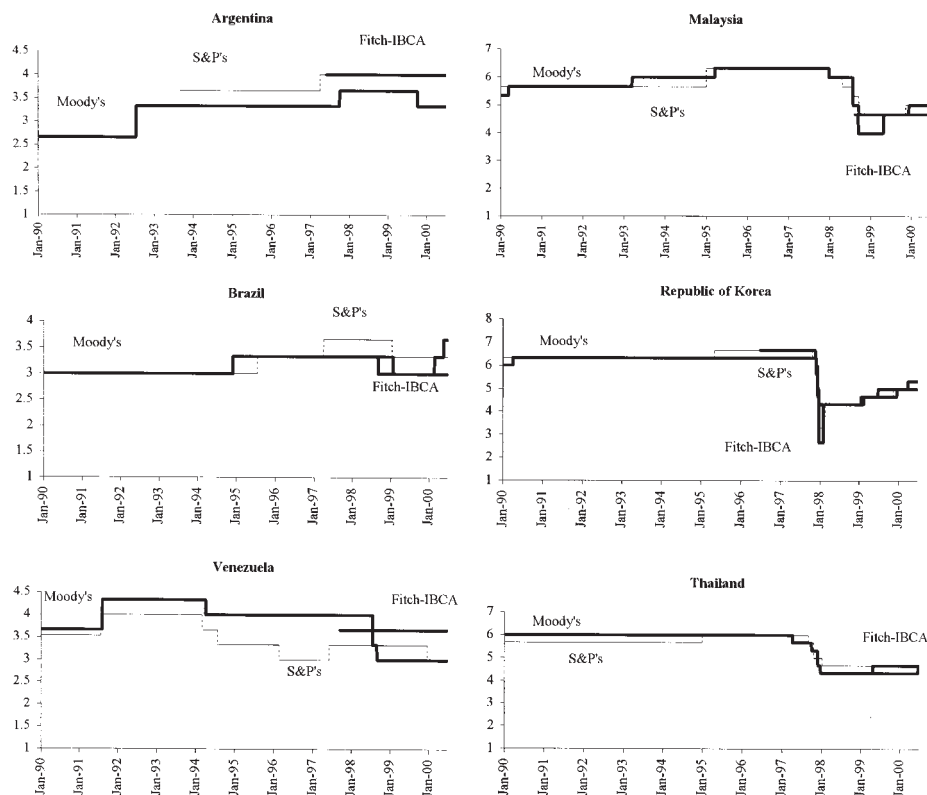 Argentina
4.5
4
3.5
3
2.5
2
1.5
1
Fitch-IBCA
S&P's
Moody's
Jan-90
Jan-91
Jan-92
Jan-93
Jan-94
Jan-95
Jan-96
Jan-97
Jan-98
Jan-99
Jan-00
Malaysia
7
6
5
4
3
2
1
Moody's
S&P's
Fitch-IBCA
Jan-90
Jan-91
Jan-92
Jan-93
Jan-94
Jan-95
Jan-96
Jan-97
Jan-98
Jan-99
Jan-00
Brazil
4
3.5
3
2.5
2
1.5
1
S&P's
Moody's
Fitch-IBCA
Jan-90
Jan-91
Jan-92
Jan-93
Jan-94
Jan-95
Jan-96
Jan-97
Jan-98
Jan-99
Jan-00
Republic of Korea
8
7
6
5
4
3
2
1
Moody's
S&P's
Fitch-IBCA
Jan-90
Jan-91
Jan-92
Jan-93
Jan-94
Jan-95
Jan-96
Jan-97
Jan-98
Jan-99
Jan-00
Venezuela
4.5
4
3.5
3
2.5
2
1.5
1
Moody's
Fitch-IBCA
S&P's
Jan-90
Jan-91
Jan-92
Jan-93
Jan-94
Jan-95
Jan-96
Jan-97
Jan-98
Jan-99
Jan-00
Thailand
7
6
5
4
3
2
1
Moody's
Fitch-IBCA
S&P's
Jan-90
Jan-91
Jan-92
Jan-93
Jan-94
Jan-95
Jan-96
Jan-97
Jan-98
Jan-99
Jan-00